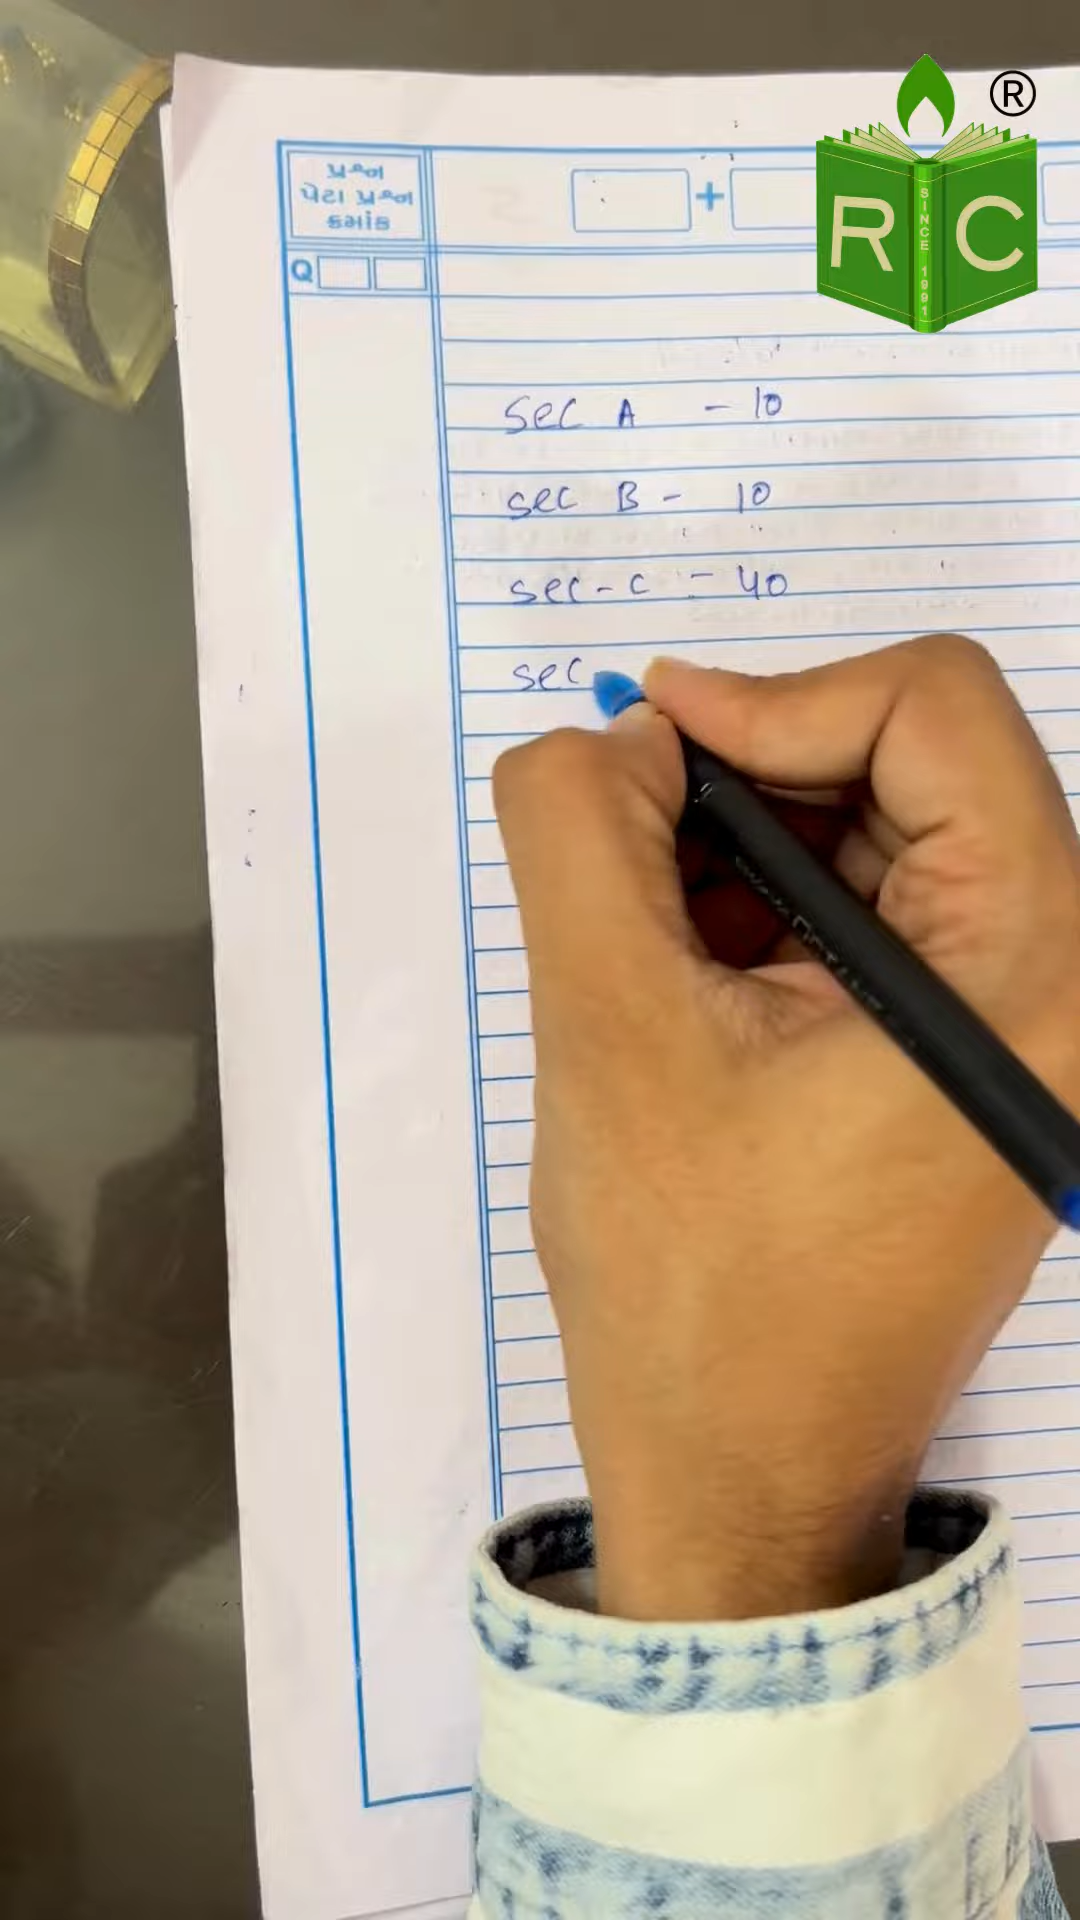 પ્રશ્ન
પેટા પ્રશ્ન
ક્રમાંક
+
Q
®
R C
SINCE 1991
sec A - 10
sec B - 10
sec - C - 40
sec